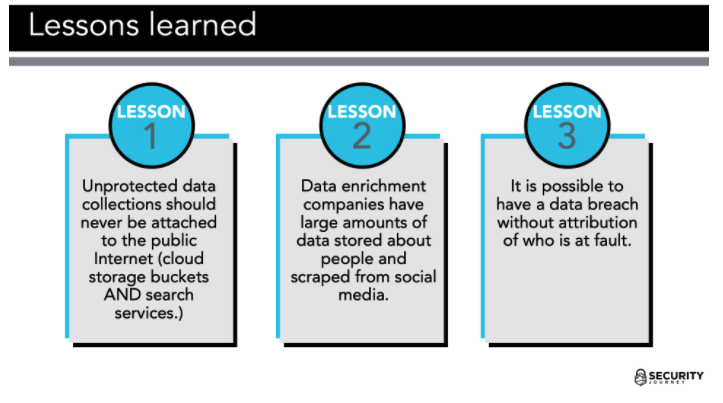 Lessons learned
LESSON
1
Unprotected data
collections should
never be attached
to the public
Internet (cloud
storage buckets
AND search
services.)
LESSON
2
Data enrichment
companies have
large amounts of
data stored about
people and
scraped from social
media.
LESSON
3
It is possible to
have a data breach
without attribution
of who is at fault.
SECURITY
JOURNEY